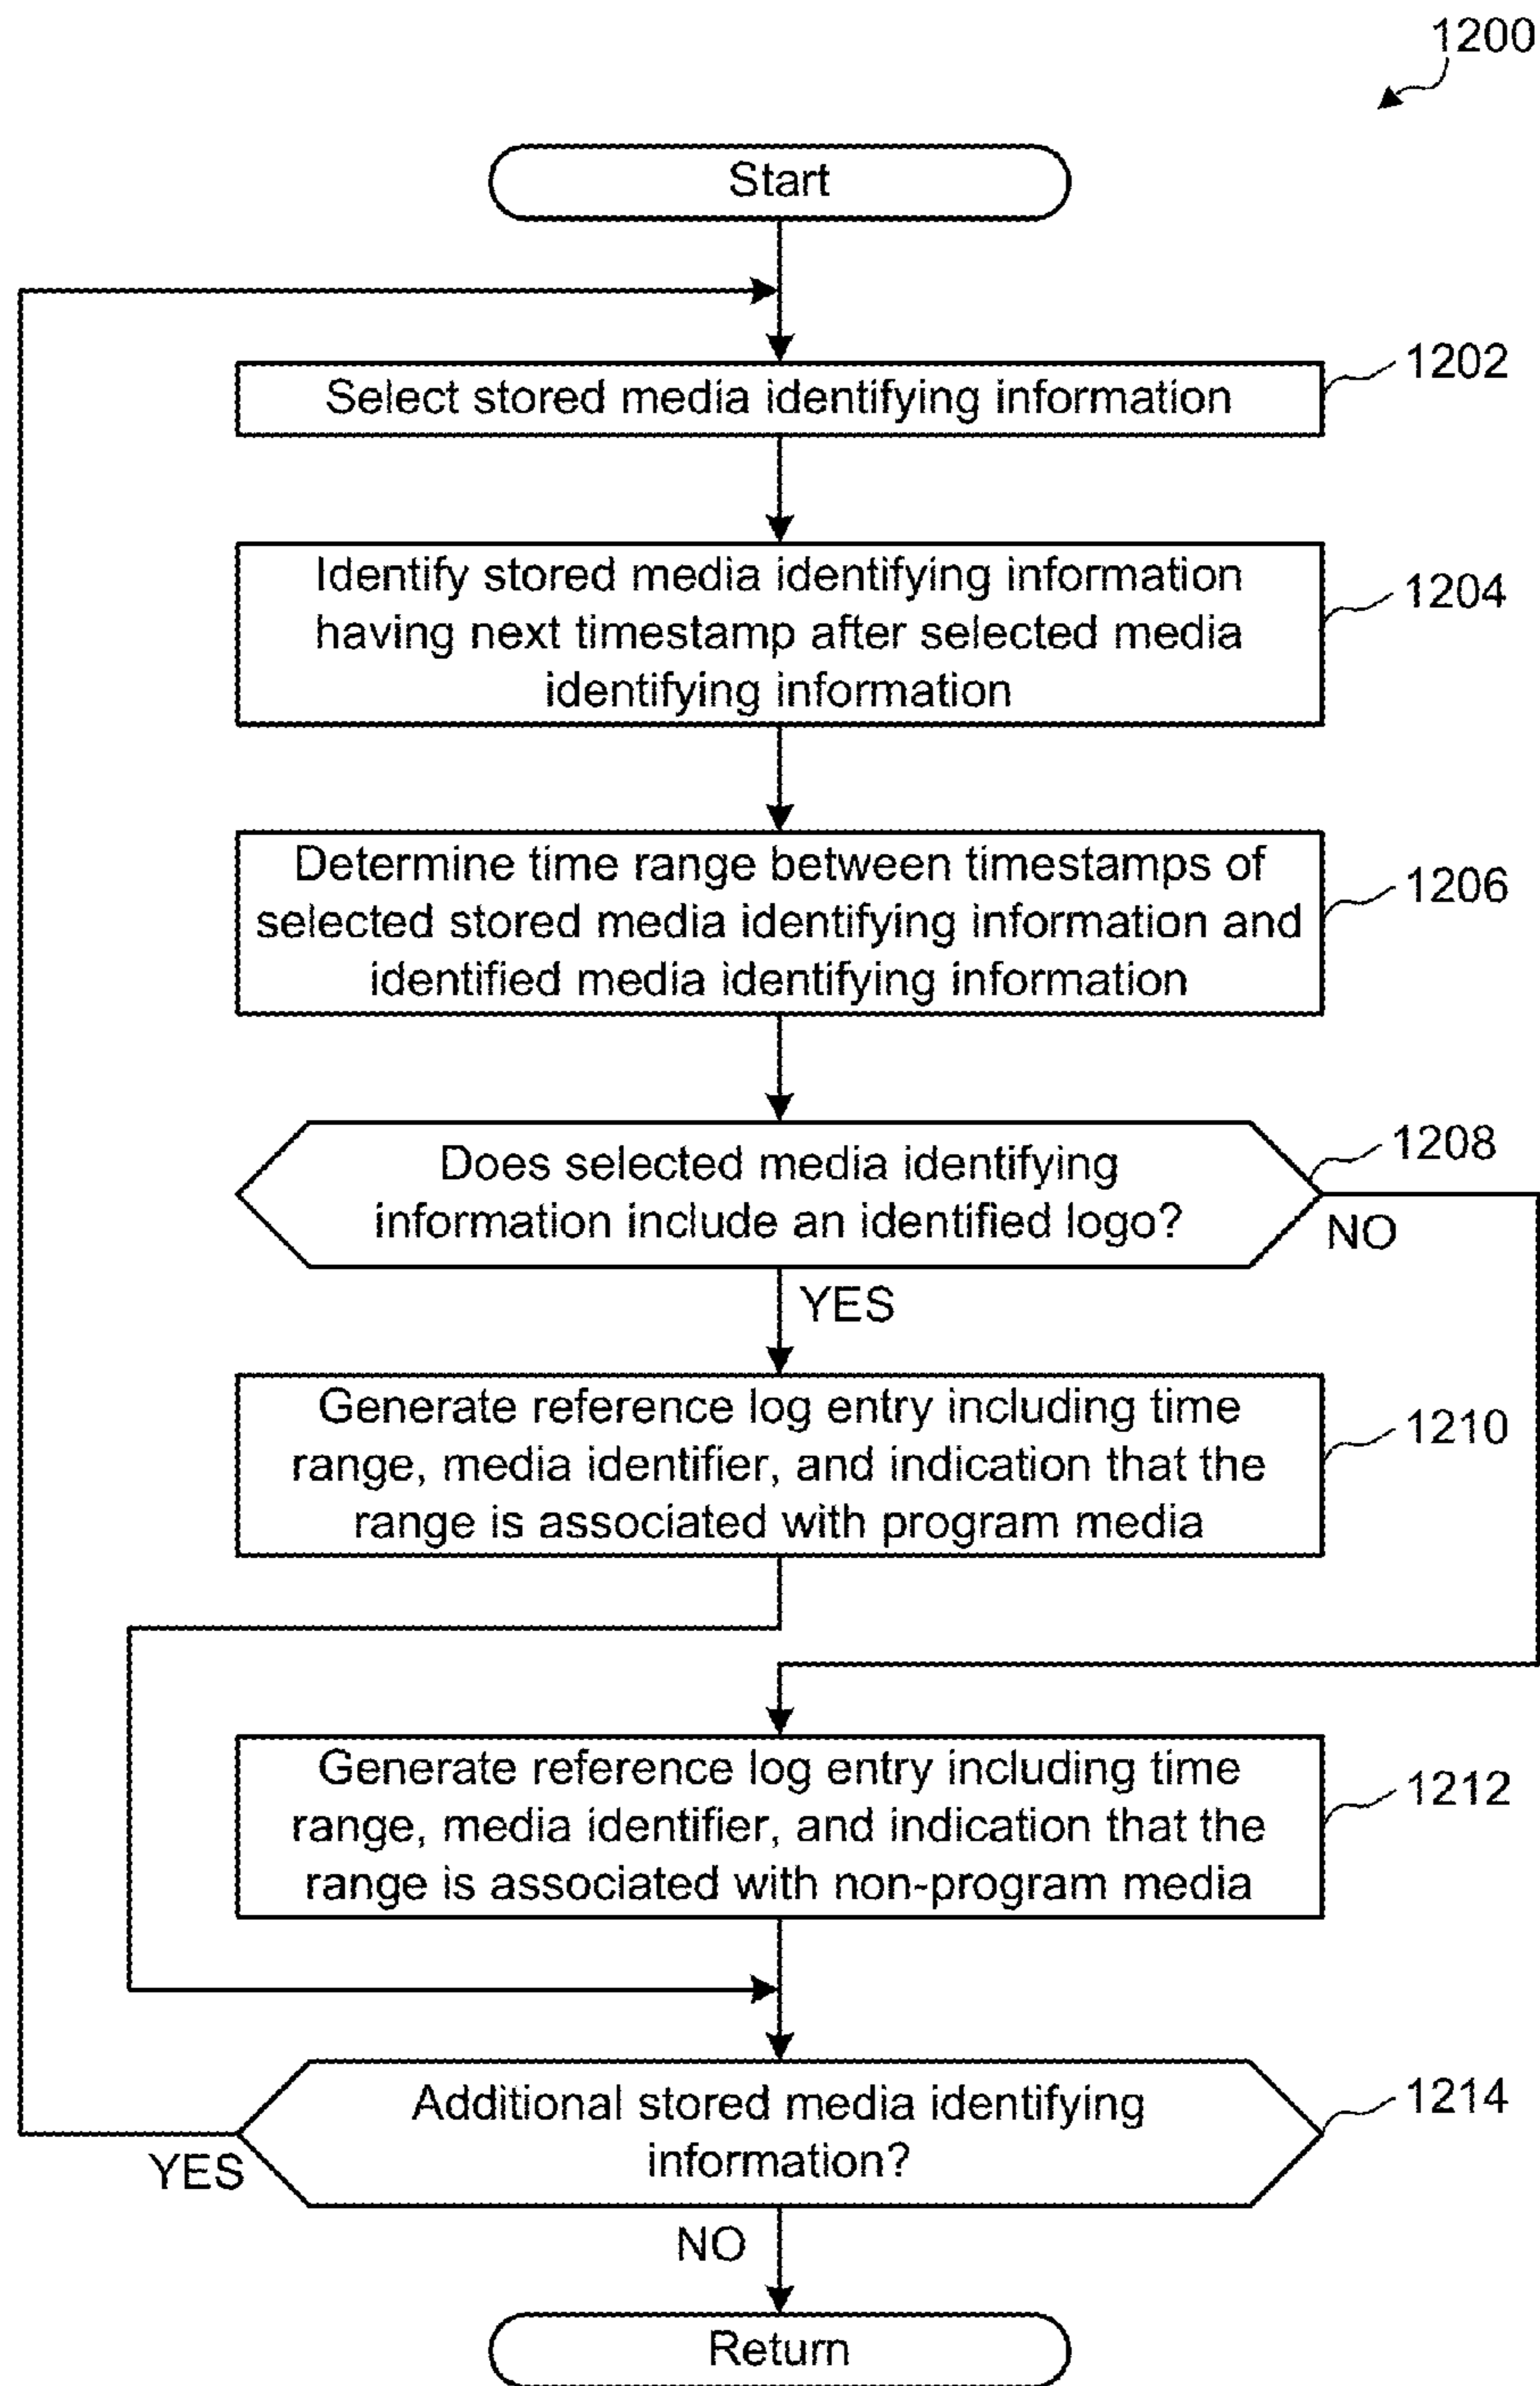 1200
Start
Select stored media identifying information
1202
Identify stored media identifying information
having next timestamp after selected media
identifying information
1204
Determine time range between timestamps of
selected stored media identifying information and
identified media identifying information
1206
Does selected media identifying
information include an identified logo?
1208
NO
YES
Generate reference log entry including time
range, media identifier, and indication that the
range is associated with program media
1210
Generate reference log entry including time
range, media identifier, and indication that the
range is associated with non-program media
1212
Additional stored media identifying
information?
1214
YES
NO
Return